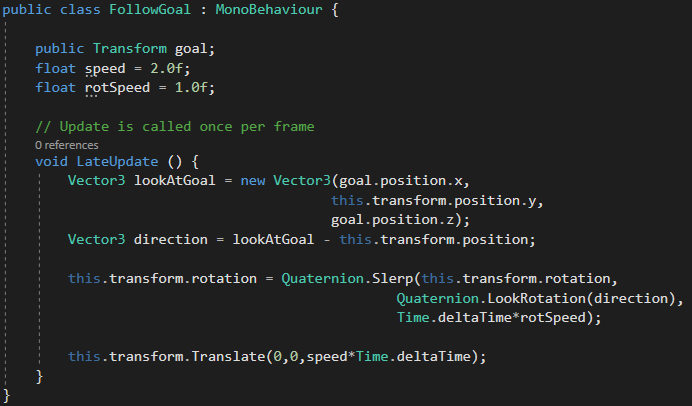 public class FollowGoal : MonoBehaviour {
public Transform goal;
float speed = 2.0f;
float rotSpeed = 1.0f;
// Update is called once per frame
0 references
void LateUpdate () {
Vector3 lookAtGoal = new Vector3(goal.position.x,
this.transform.position.y,
goal.position.z);
Vector3 direction = lookAtGoal - this.transform.position;
this.transform.rotation = Quaternion.Slerp(this.transform.rotation,
Quaternion.LookRotation(direction),
Time.deltaTime*rotSpeed);
this.transform.Translate(0,0,speed*Time.deltaTime);
}
}